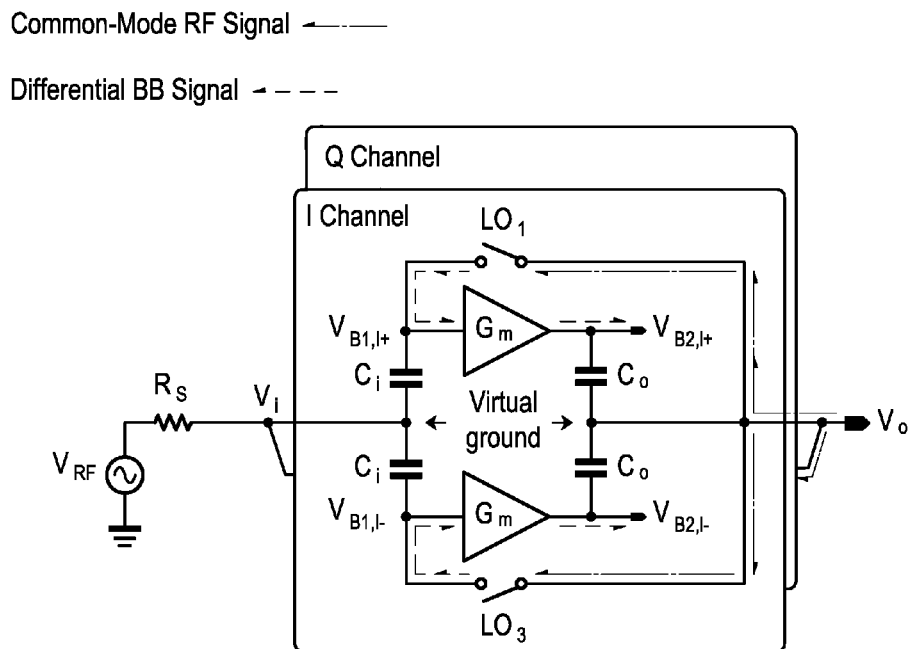 Common-Mode RF Signal
Differential BB Signal
Q Channel
I Channel
LO1
VB1,I+
Gm
VB2,I+
Ci
Co
RS
Vi
Virtual
ground
Vo
VRF
Ci
Co
VB1,I-
Gm
VB2,I-
LO3